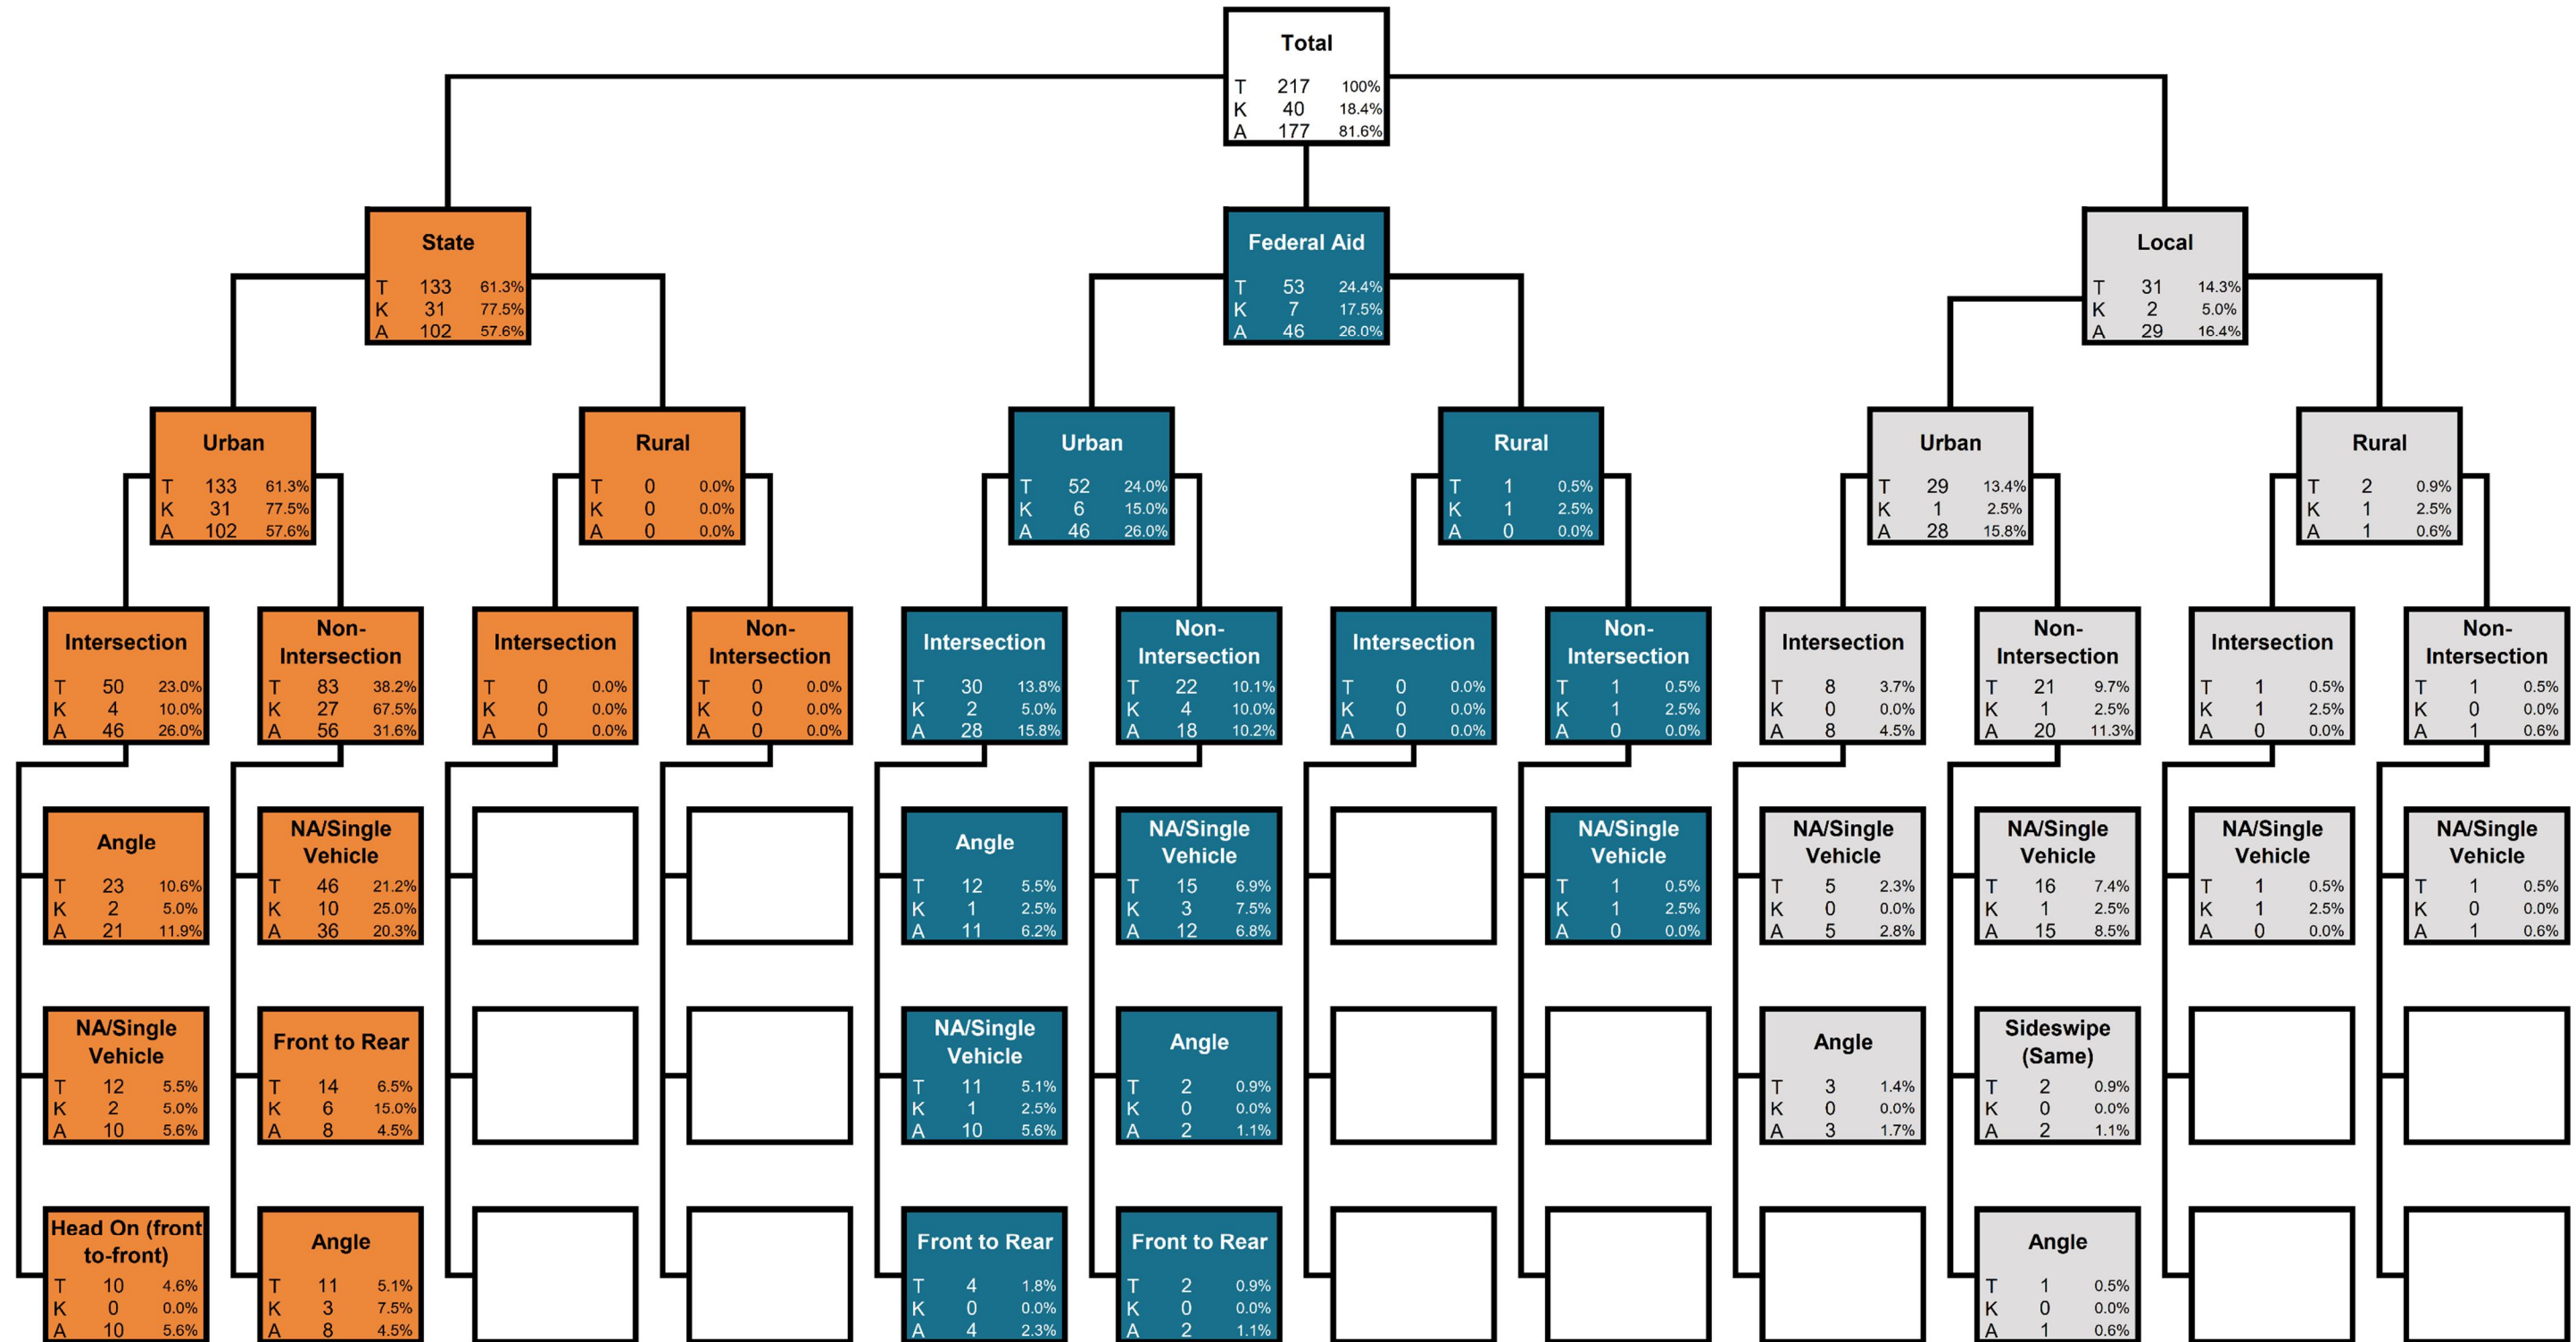 Total
T 217 100%
K 40 18.4%
A 177 81.6%
State
T 133 61.3%
K 31 77.5%
A 102 57.6%
Federal Aid
T 53 24.4%
K 7 17.5%
A 46 26.0%
Local
T 31 14.3%
K 2 5.0%
A 29 16.4%
Urban
T 133 61.3%
K 31 77.5%
A 102 57.6%
Rural
T 0 0.0%
K 0 0.0%
A 0 0.0%
Urban
T 52 24.0%
K 6 15.0%
A 46 26.0%
Rural
T 1 0.5%
K 1 2.5%
A 0 0.0%
Urban
T 29 13.4%
K 1 2.5%
A 28 15.8%
Rural
T 2 0.9%
K 1 2.5%
A 1 0.6%
Intersection
T 50 23.0%
K 4 10.0%
A 46 26.0%
Non-
Intersection
T 83 38.2%
K 27 67.5%
A 56 31.6%
Intersection
T 0 0.0%
K 0 0.0%
A 0 0.0%
Non-
Intersection
T 0 0.0%
K 0 0.0%
A 0 0.0%
Intersection
T 30 13.8%
K 2 5.0%
A 28 15.8%
Non-
Intersection
T 22 10.1%
K 4 10.0%
A 18 10.2%
Intersection
T 0 0.0%
K 0 0.0%
A 0 0.0%
Non-
Intersection
T 1 0.5%
K 1 2.5%
A 0 0.0%
Intersection
T 8 3.7%
K 0 0.0%
A 8 4.5%
Non-
Intersection
T 21 9.7%
K 1 2.5%
A 20 11.3%
Intersection
T 1 0.5%
K 1 2.5%
A 0 0.0%
Non-
Intersection
T 1 0.5%
K 0 0.0%
A 1 0.6%
Angle
T 23 10.6%
K 2 5.0%
A 21 11.9%
NA/Single
Vehicle
T 46 21.2%
K 10 25.0%
A 36 20.3%
Angle
T 12 5.5%
K 1 2.5%
A 11 6.2%
NA/Single
Vehicle
T 15 6.9%
K 3 7.5%
A 12 6.8%
NA/Single
Vehicle
T 1 0.5%
K 1 2.5%
A 0 0.0%
NA/Single
Vehicle
T 5 2.3%
K 0 0.0%
A 5 2.8%
NA/Single
Vehicle
T 16 7.4%
K 1 2.5%
A 15 8.5%
NA/Single
Vehicle
T 1 0.5%
K 1 2.5%
A 0 0.0%
NA/Single
Vehicle
T 1 0.5%
K 0 0.0%
A 1 0.6%
NA/Single
Vehicle
T 12 5.5%
K 2 5.0%
A 10 5.6%
Front to Rear
T 14 6.5%
K 6 15.0%
A 8 4.5%
NA/Single
Vehicle
T 11 5.1%
K 1 2.5%
A 10 5.6%
Angle
T 2 0.9%
K 0 0.0%
A 2 1.1%
Angle
T 3 1.4%
K 0 0.0%
A 3 1.7%
Sideswipe
(Same)
T 2 0.9%
K 0 0.0%
A 2 1.1%
Head On (front
to-front)
T 10 4.6%
K 0 0.0%
A 10 5.6%
Angle
T 11 5.1%
K 3 7.5%
A 8 4.5%
Front to Rear
T 4 1.8%
K 0 0.0%
A 4 2.3%
Front to Rear
T 2 0.9%
K 0 0.0%
A 2 1.1%
Angle
T 1 0.5%
K 0 0.0%
A 1 0.6%